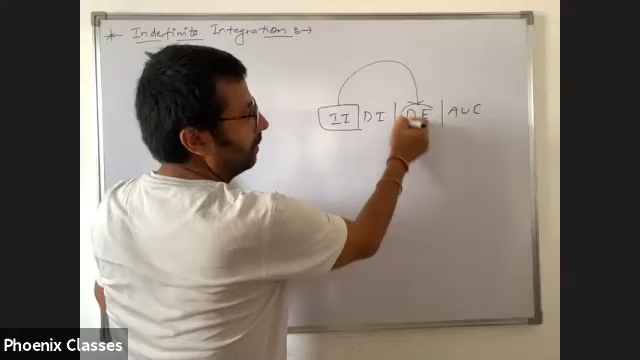 * Indefinite Integration :→
II | DI | DE | AUC
Phoenix Classes